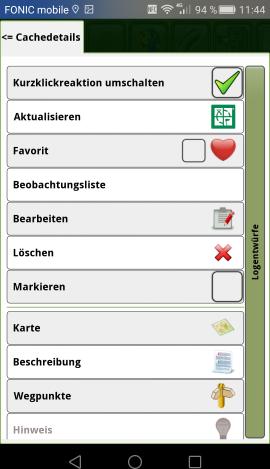 FONIC mobile 94 % 11:44
<= Cachedetails
Kurzklickreaktion umschalten
Aktualisieren
Favorit
Beobachtungsliste
Bearbeiten
Löschen
Markieren
Karte
Beschreibung
Wegpunkte
Hinweis
Logentwürfe